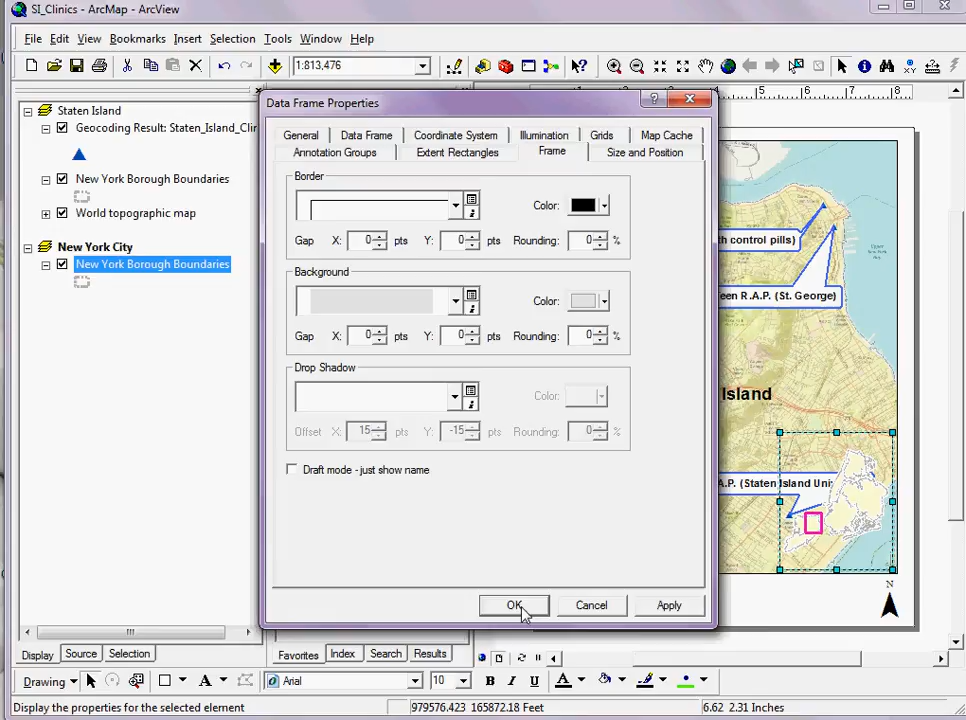 SI_Clinics - ArcMap - ArcView
File Edit View Bookmarks Insert Selection Tools Window Help
1:813,476
Staten Island
Geocoding Result: Staten_Island_Clir
New York Borough Boundaries
World topographic map
New York City
New York Borough Boundaries
Display Source Selection
Data Frame Properties
General Data Frame Coordinate System Illumination Grids Map Cache
Annotation Groups Extent Rectangles Frame Size and Position
Border
Color:
Gap X: 0 pts Y: 0 pts Rounding: 0 %
Background
Color:
Gap X: 0 pts Y: 0 pts Rounding: 0 %
Drop Shadow
Color:
Offset X: 15 pts Y: -15 pts Rounding: 0 %
Draft mode - just show name
OK Cancel Apply
Favorites Index Search Results
5 6 7 8
th control pills)
een R.A.P. (St. George)
Island
A.P. (Staten Island Uni
N
Drawing A Arial 10 B I U A
Display the properties for the selected element 979576.423 165872.18 Feet 6.62 2.31 Inches